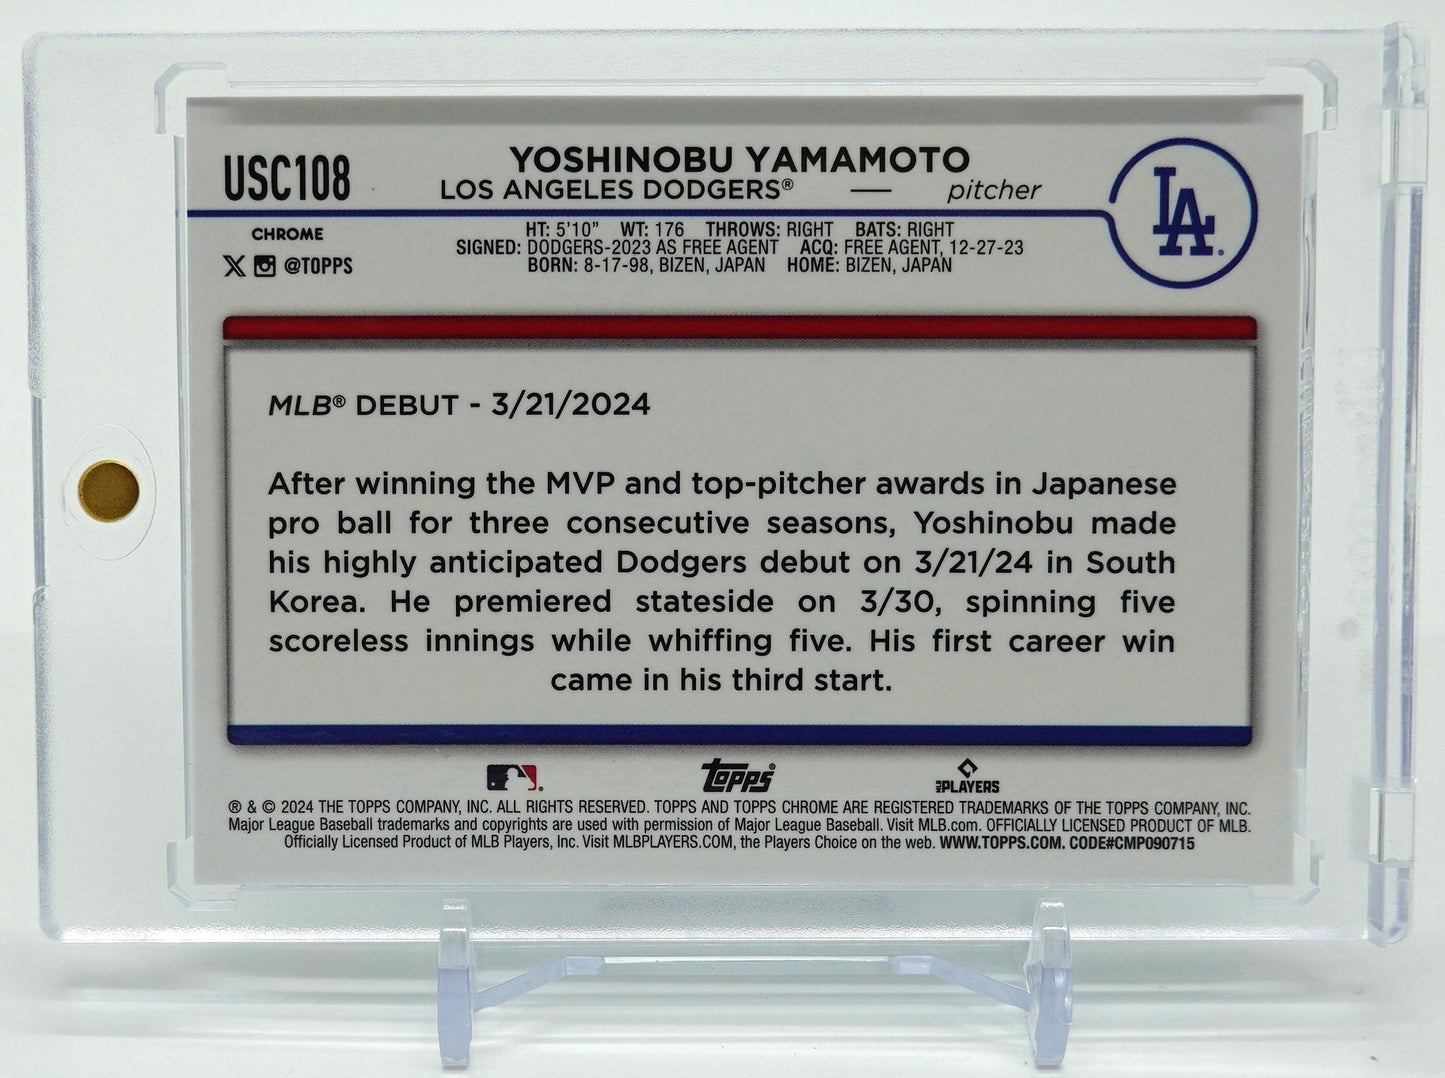 USC108
YOSHINOBU YAMAMOTO
LOS ANGELES DODGERS® — pitcher
LA
CHROME
@TOPPS
HT: 5'10" WT: 176 THROWS: RIGHT BATS: RIGHT
SIGNED: DODGERS-2023 AS FREE AGENT ACQ: FREE AGENT, 12-27-23
BORN: 8-17-98, BIZEN, JAPAN HOME: BIZEN, JAPAN
MLB® DEBUT - 3/21/2024
After winning the MVP and top-pitcher awards in Japanese
pro ball for three consecutive seasons, Yoshinobu made
his highly anticipated Dodgers debut on 3/21/24 in South
Korea. He premiered stateside on 3/30, spinning five
scoreless innings while whiffing five. His first career win
came in his third start.
Topps®
MLB PLAYERS
® & © 2024 THE TOPPS COMPANY, INC. ALL RIGHTS RESERVED. TOPPS AND TOPPS CHROME ARE REGISTERED TRADEMARKS OF THE TOPPS COMPANY, INC.
Major League Baseball trademarks and copyrights are used with permission of Major League Baseball. Visit MLB.com. OFFICIALLY LICENSED PRODUCT OF MLB.
Officially Licensed Product of MLB Players, Inc. Visit MLBPLAYERS.COM, the Players Choice on the web. WWW.TOPPS.COM. CODE#CMP090715